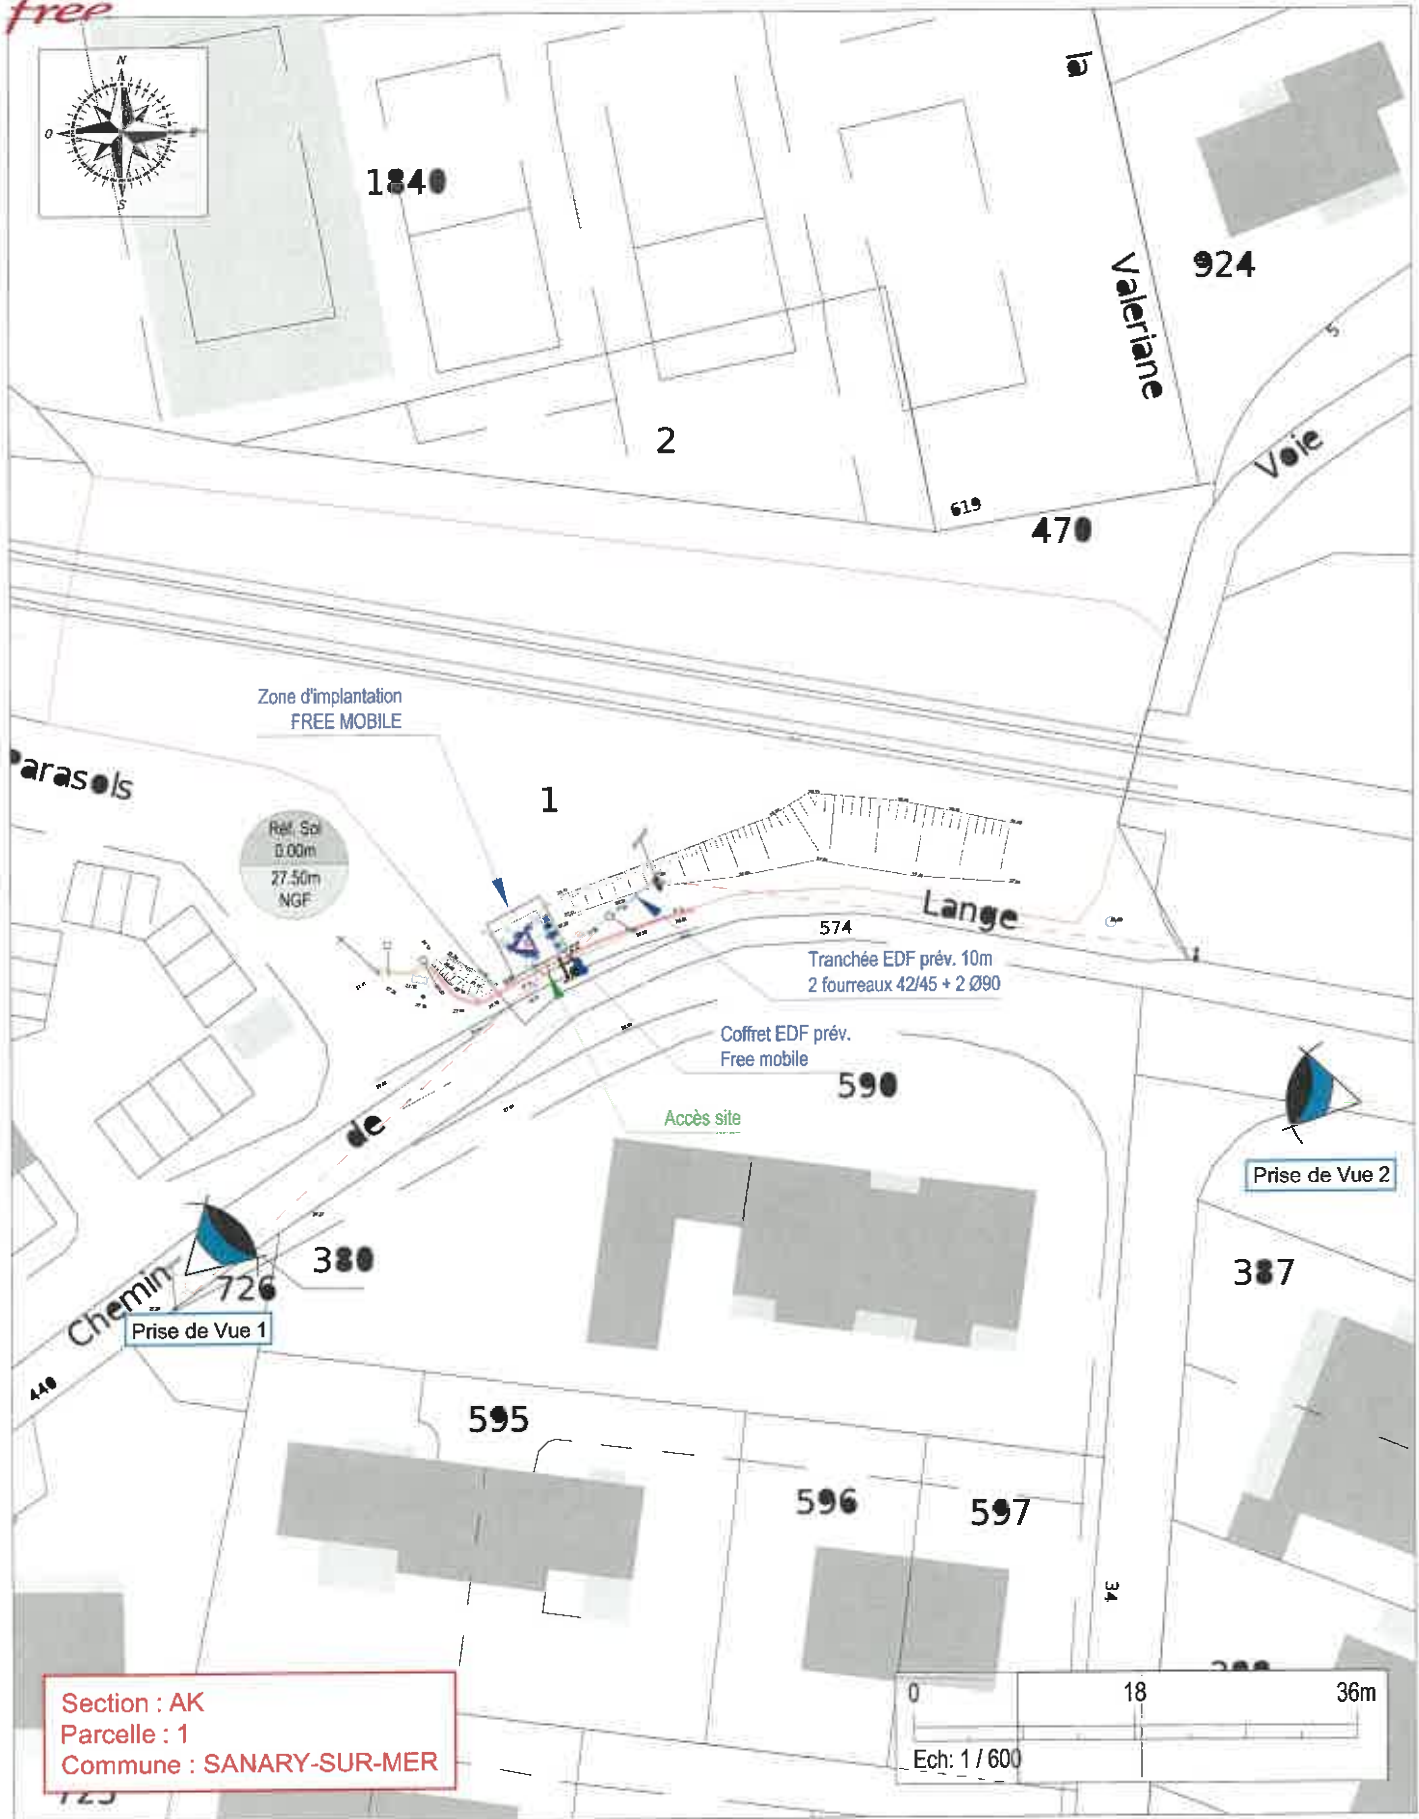 free
N
O
E
S
1840
la
Valeriane
924
5
Voie
2
619
470
Zone d'implantation
FREE MOBILE
Parasols
1
Réf. Sol
0.00m
27.50m
NGF
Lange
574
Tranchée EDF prév. 10m
2 fourreaux 42/45 + 2 Ø90
Coffret EDF prév.
Free mobile
590
Accès site
de
Prise de Vue 2
380
387
726
Chemin
Prise de Vue 1
440
595
596
597
34
Section : AK
Parcelle : 1
Commune : SANARY-SUR-MER
0 18 36m
Ech: 1 / 600